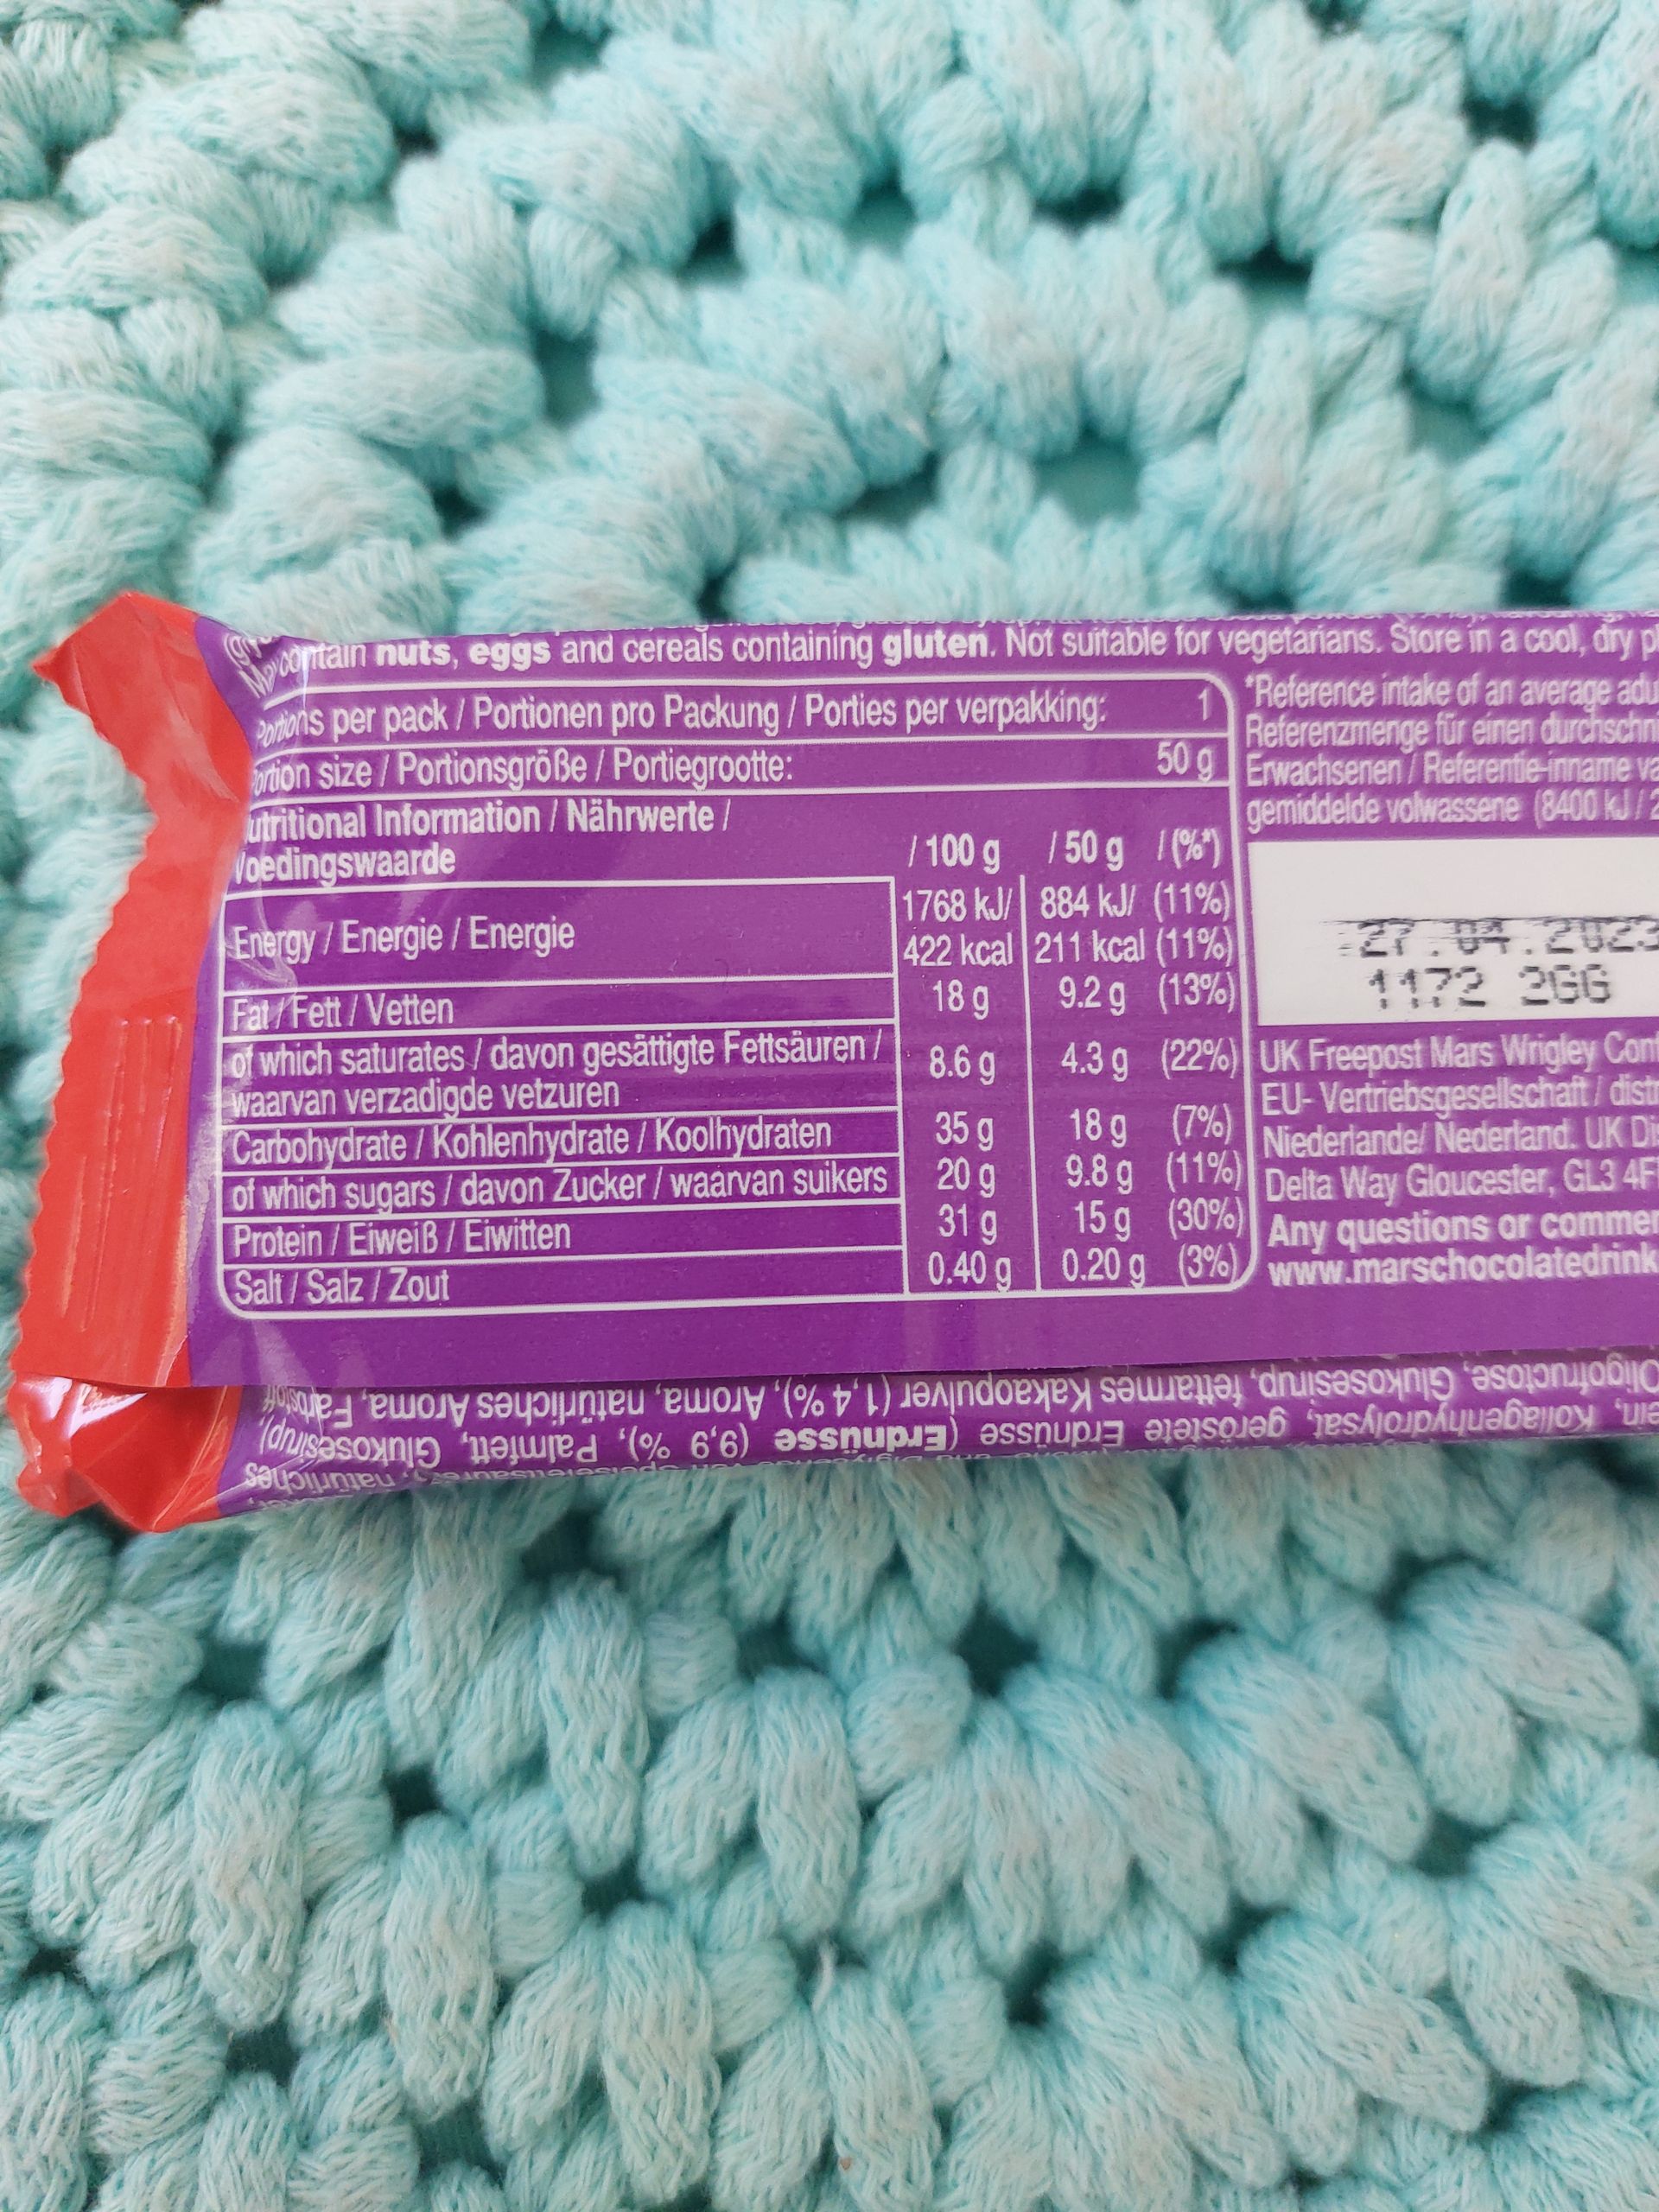 May contain nuts, eggs and cereals containing gluten. Not suitable for vegetarians. Store in a cool, dry
Portions per pack / Portionen pro Packung / Porties per verpakking: 1
Portion size / Portionsgröße / Portiegrootte: 50 g
utritional Information / Nährwerte /
Voedingswaarde / 100 g / 50 g / (%*)
Energy / Energie / Energie 1768 kJ/ 884 kJ/ (11%)
422 kcal 211 kcal (11%)
Fat / Fett / Vetten 18 g 9.2 g (13%)
of which saturates / davon gesättigte Fettsäuren /
waarvan verzadigde vetzuren 8.6 g 4.3 g (22%)
Carbohydrate / Kohlenhydrate / Koolhydraten 35 g 18 g (7%)
of which sugars / davon Zucker / waarvan suikers 20 g 9.8 g (11%)
Protein / Eiweiß / Eiwitten 31 g 15 g (30%)
Salt / Salz / Zout 0.40 g 0.20 g (3%)
*Reference intake of an average adu
Referenzmenge für einen durchschni
Erwachsenen / Referentie-inname va
gemiddelde volwassene (8400 kJ / 2
27.04.2023
1172 2GG
UK Freepost Mars Wrigley Conf
EU- Vertriebsgesellschaft / distr
Niederlande/ Nederland. UK Di
Delta Way Gloucester, GL3 4F
Any questions or commen
www.marschocolatedrink
natürliches
Kollagenhydrolysat, geröstete Erdnüsse (Erdnüsse (9,9 %), Palmfett, Glukosesirup)
Oligofructose, Glukosesirup, fettarmes Kakaopulver (1,4 %), Aroma, natürliches Aroma, Farbstoff